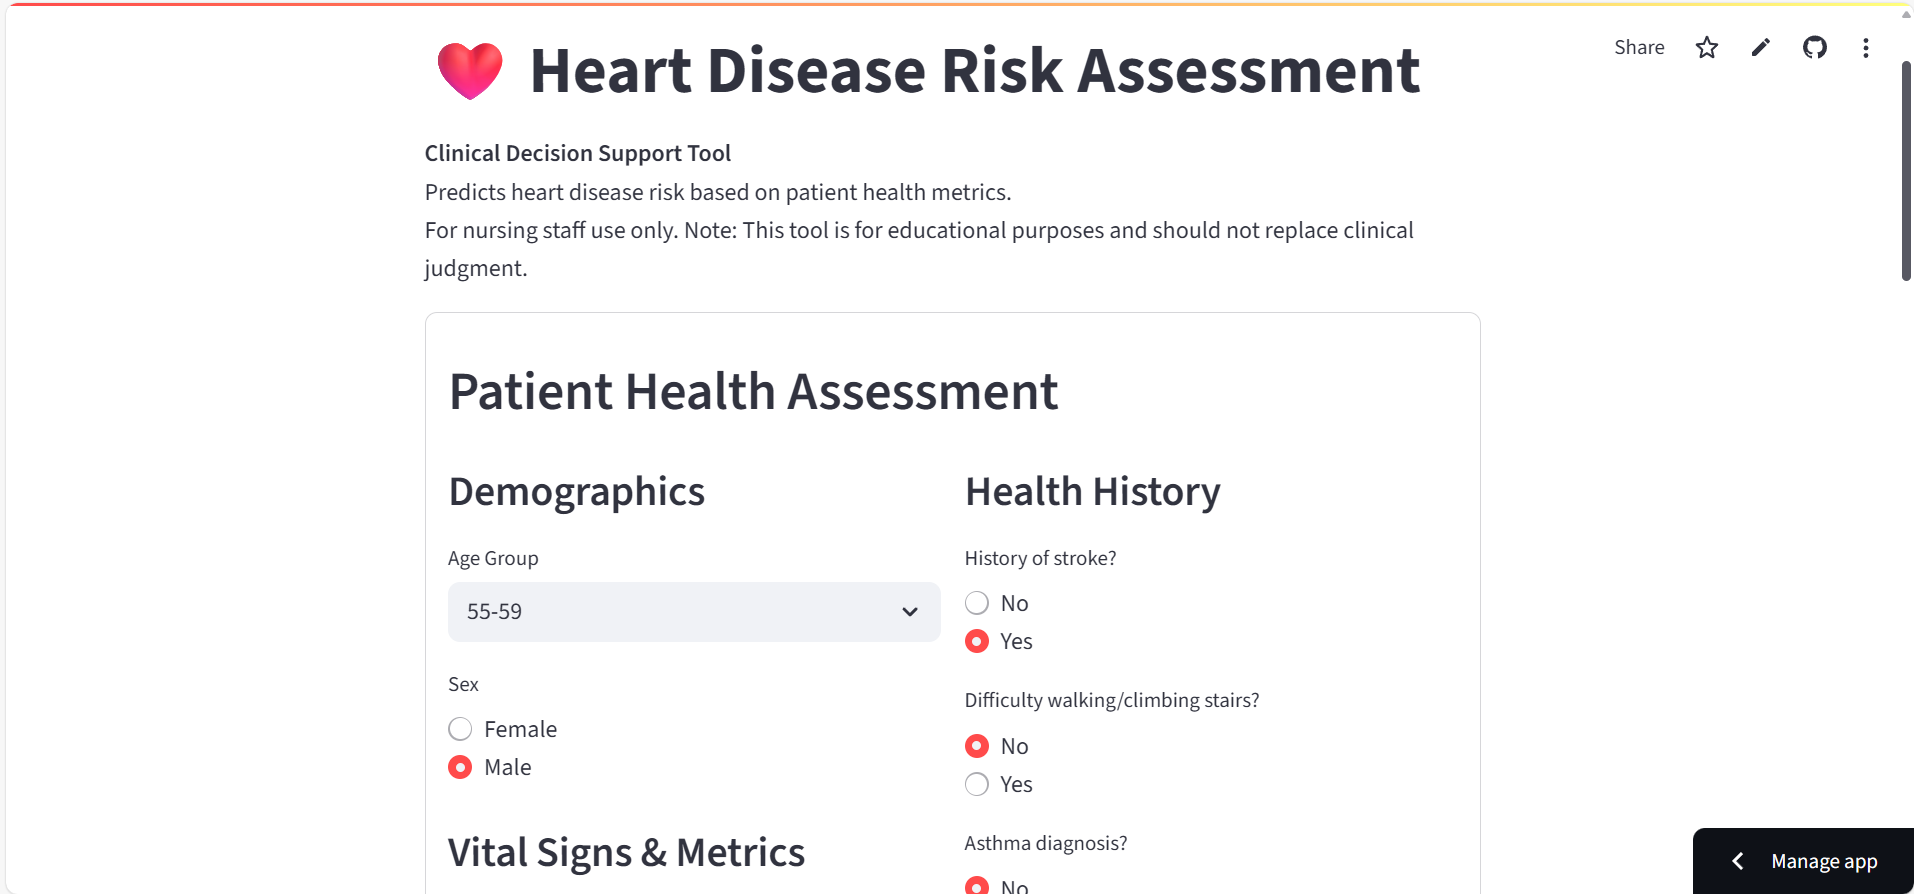 Share
Heart Disease Risk Assessment
Clinical Decision Support Tool
Predicts heart disease risk based on patient health metrics.
For nursing staff use only. Note: This tool is for educational purposes and should not replace clinical
judgment.
Patient Health Assessment
Demographics
Age Group
55-59
Sex
Female
Male
Vital Signs & Metrics
Health History
History of stroke?
No
Yes
Difficulty walking/climbing stairs?
No
Yes
Asthma diagnosis?
No
Manage app